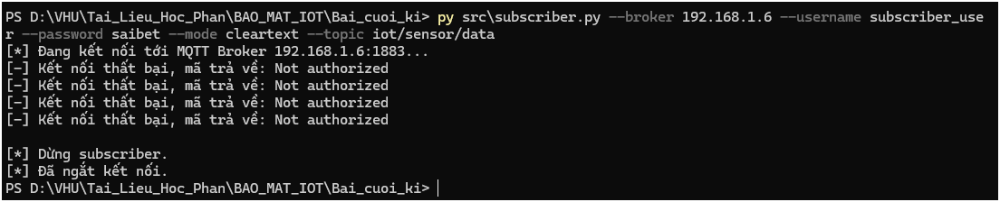 PS D:\VHU\Tai_Lieu_Hoc_Phan\BAO_MAT_IOT\Bai_cuoi_ki> py src\subscriber.py --broker 192.168.1.6 --username subscriber_use
r --password saibet --mode cleartext --topic iot/sensor/data
[*] Đang kết nối tới MQTT Broker 192.168.1.6:1883...
[-] Kết nối thất bại, mã trả về: Not authorized
[-] Kết nối thất bại, mã trả về: Not authorized
[-] Kết nối thất bại, mã trả về: Not authorized
[-] Kết nối thất bại, mã trả về: Not authorized
[*] Dừng subscriber.
[*] Đã ngắt kết nối.
PS D:\VHU\Tai_Lieu_Hoc_Phan\BAO_MAT_IOT\Bai_cuoi_ki>